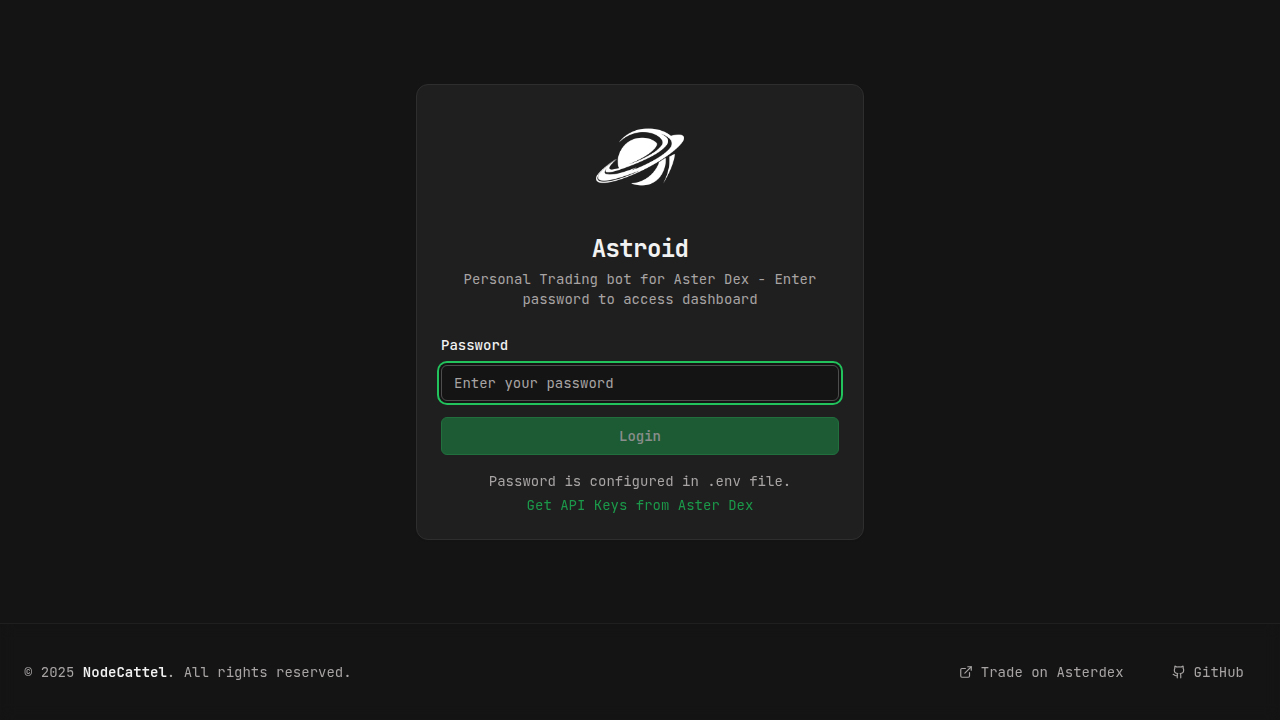 Astroid
Personal Trading bot for Aster Dex - Enter
password to access dashboard
Password
Enter your password
Login
Password is configured in .env file.
Get API Keys from Aster Dex
© 2025 NodeCattel. All rights reserved.
Trade on Asterdex
GitHub